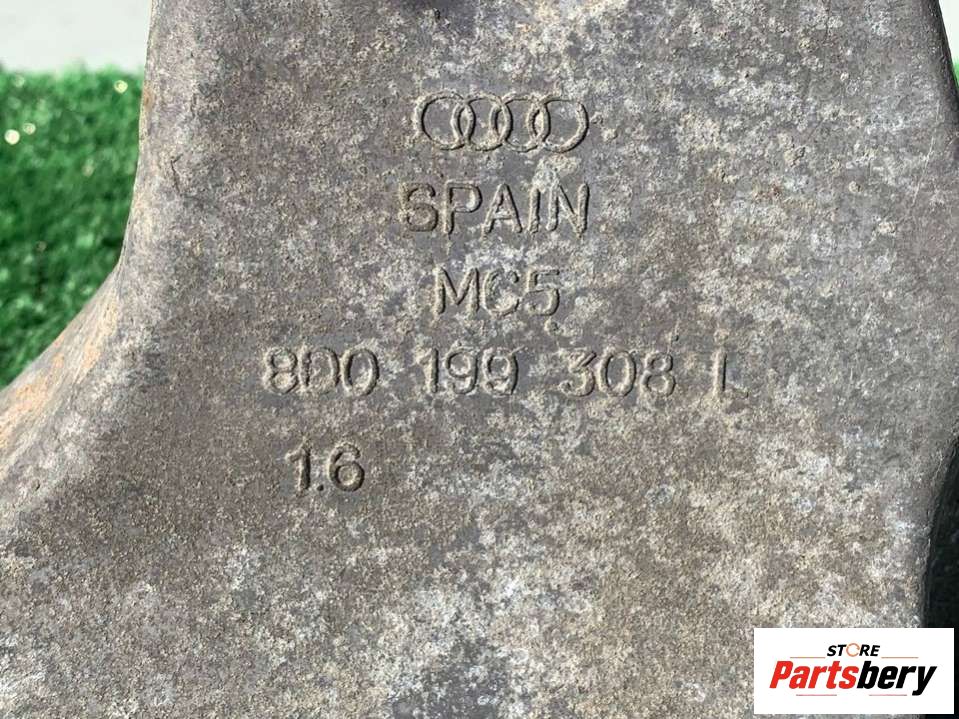 SPAIN
MC5
8D0 199 308 L
1.6
STORE
Partsbery